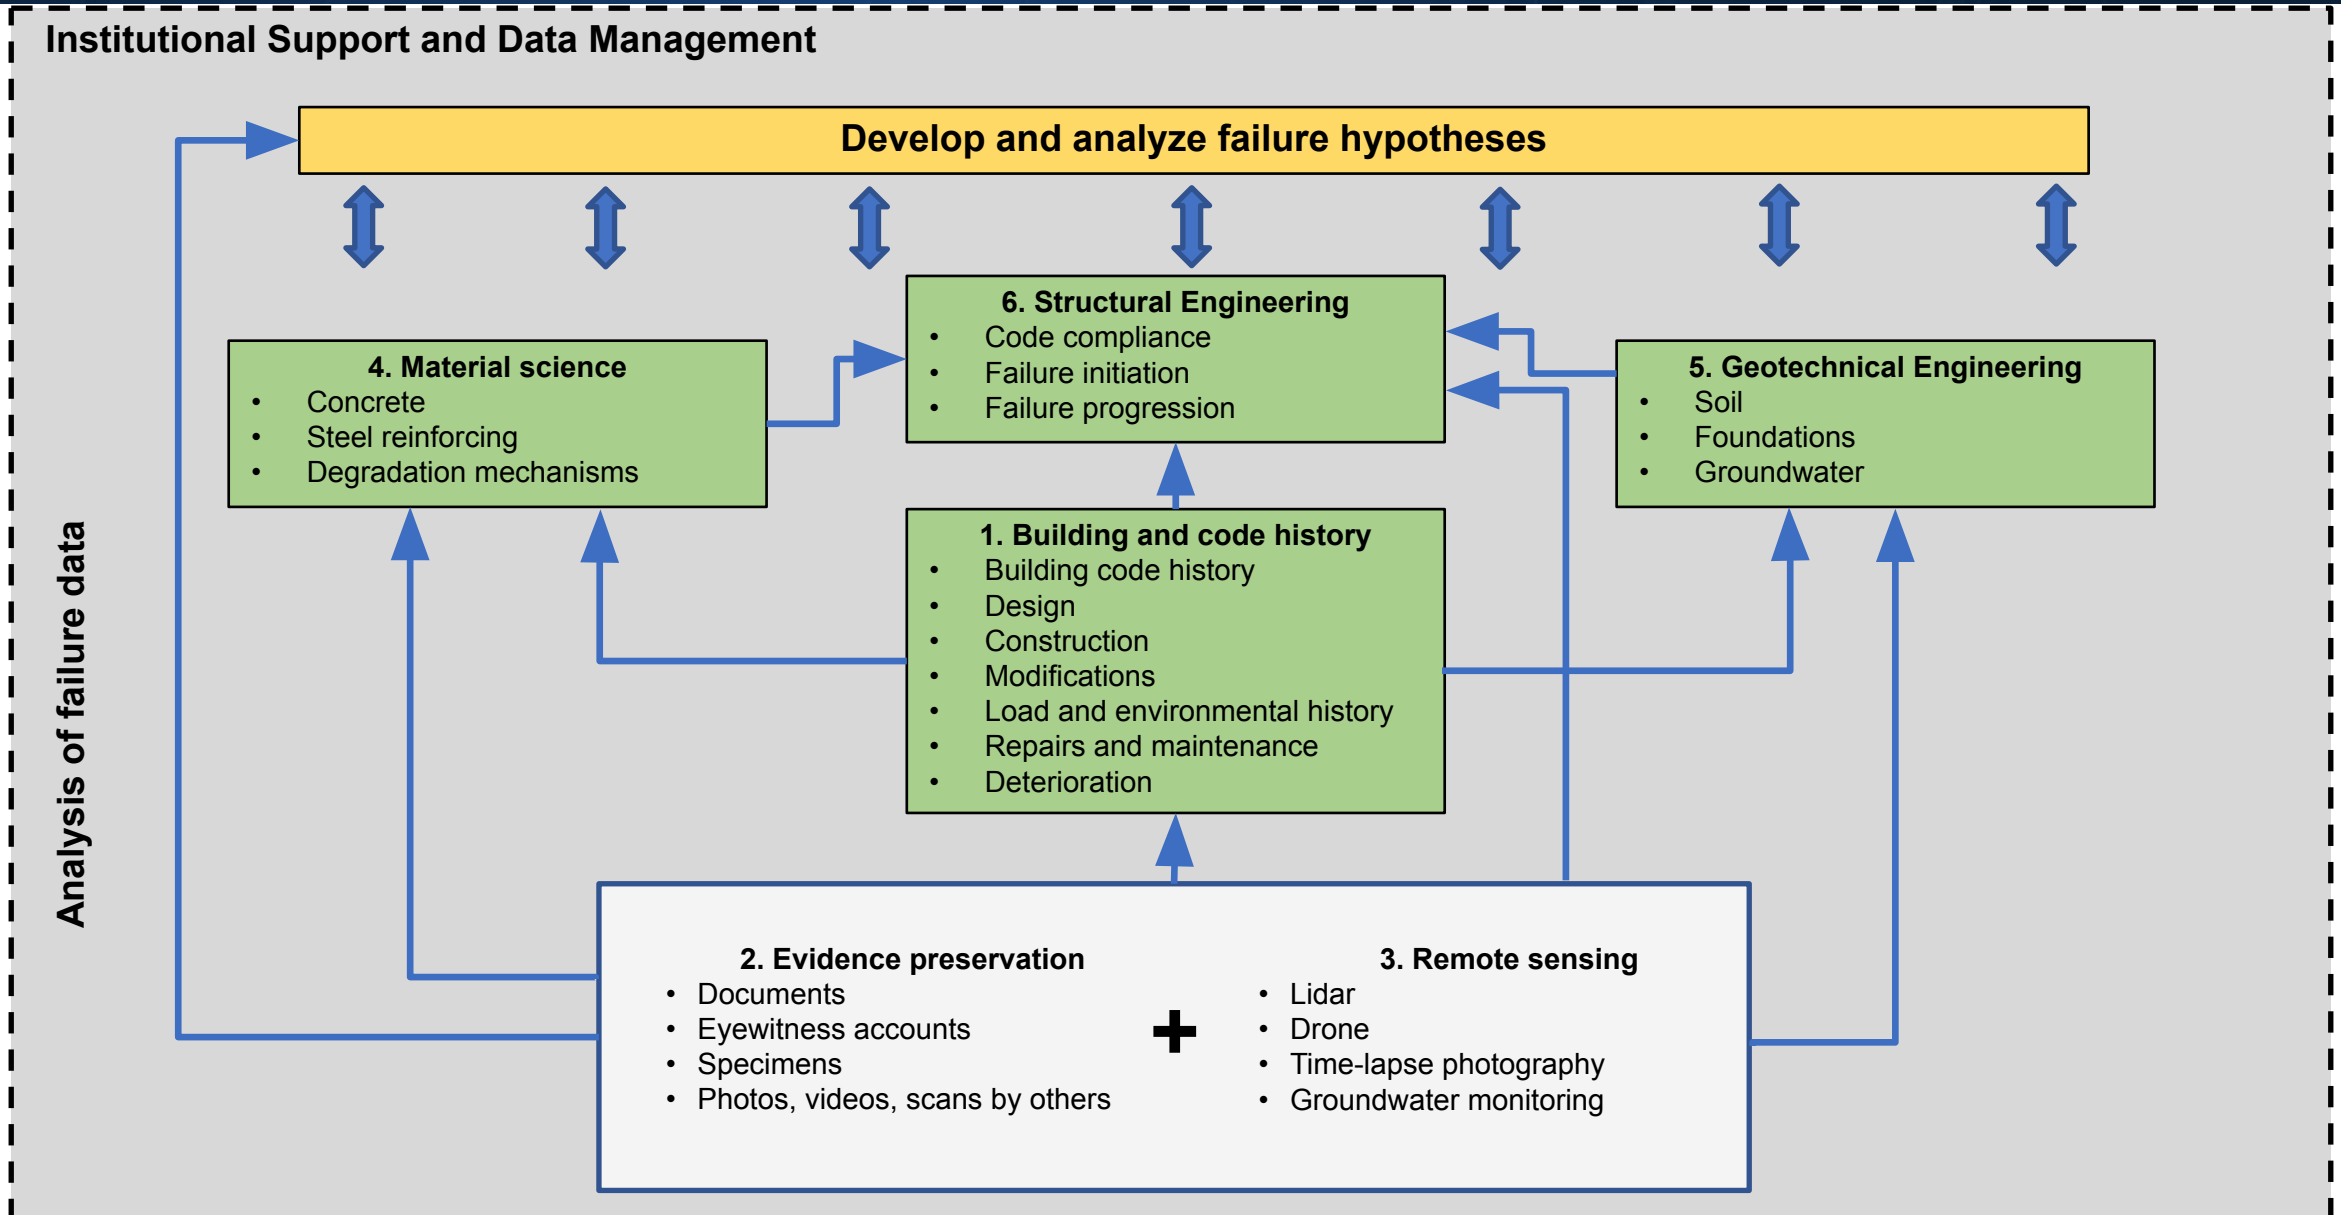 Institutional Support and Data Management
Develop and analyze failure hypotheses
6. Structural Engineering
• Code compliance
• Failure initiation
• Failure progression
4. Material science
• Concrete
• Steel reinforcing
• Degradation mechanisms
5. Geotechnical Engineering
• Soil
• Foundations
• Groundwater
1. Building and code history
• Building code history
• Design
• Construction
• Modifications
• Load and environmental history
• Repairs and maintenance
• Deterioration
Analysis of failure data
2. Evidence preservation
• Documents
• Eyewitness accounts
• Specimens
• Photos, videos, scans by others
+
3. Remote sensing
• Lidar
• Drone
• Time-lapse photography
• Groundwater monitoring